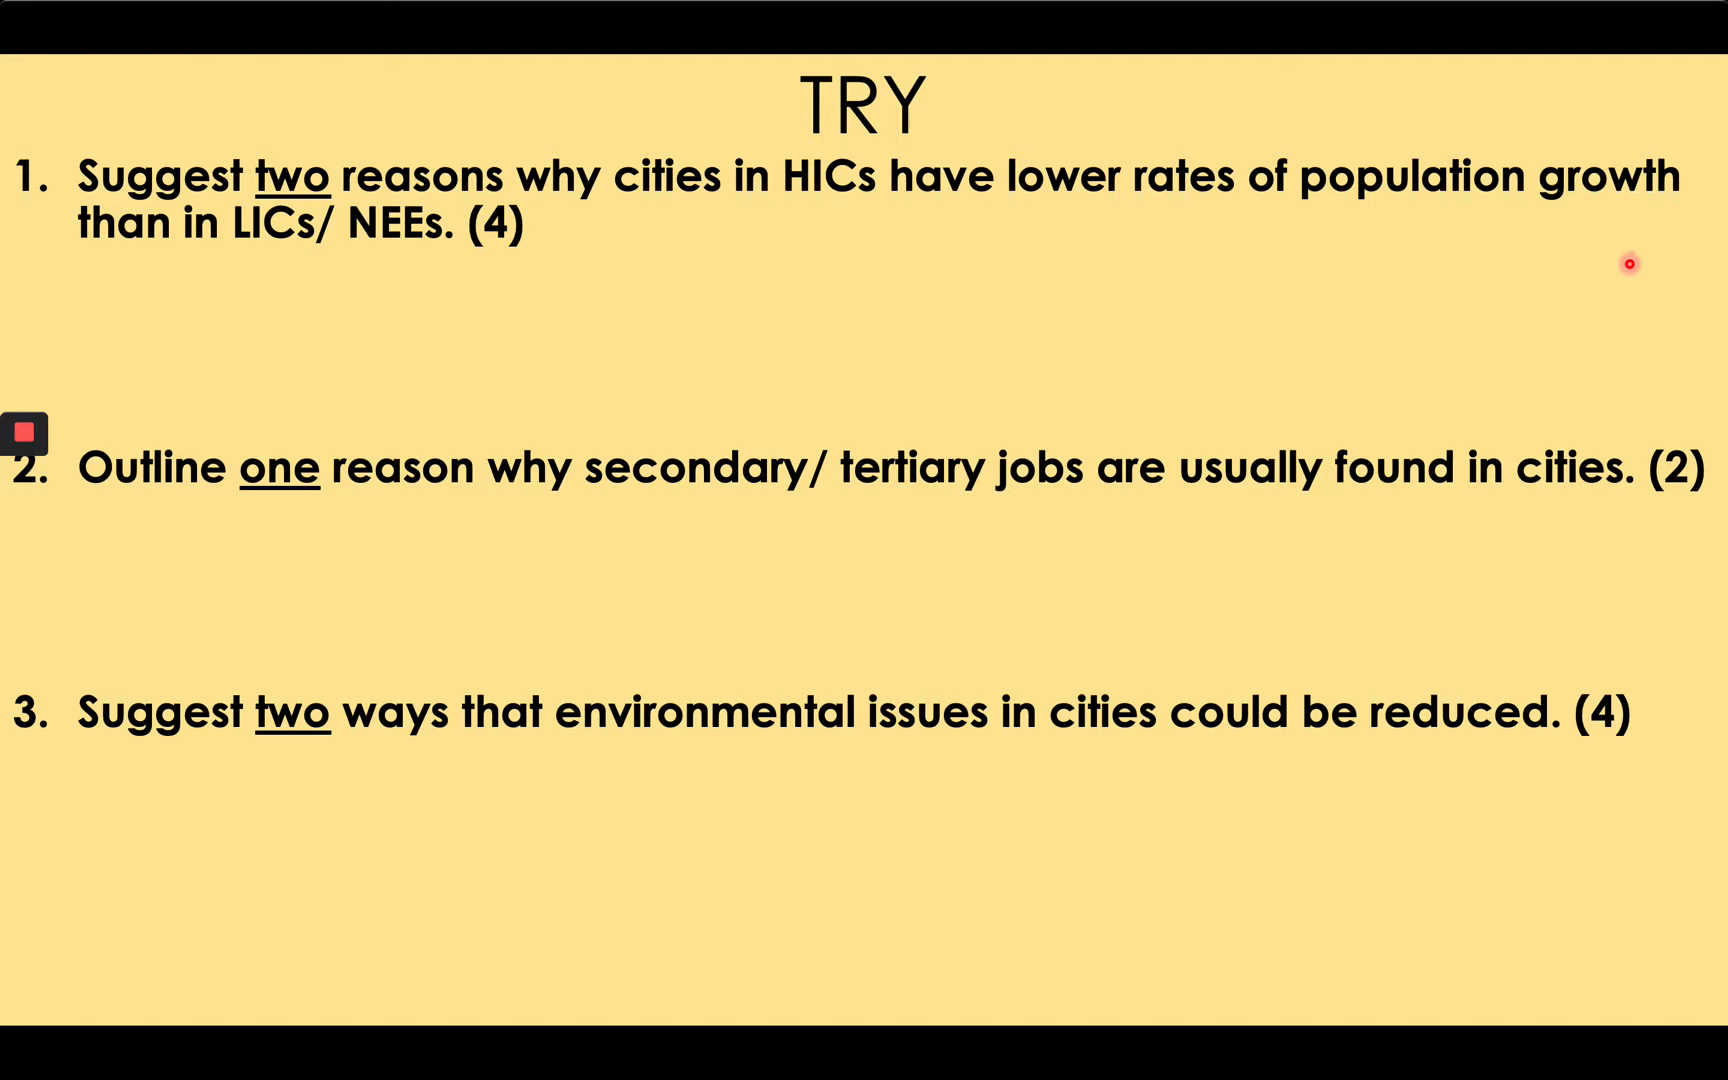 TRY
1. Suggest two reasons why cities in HICs have lower rates of population growth
than in LICs/ NEEs. (4)
2. Outline one reason why secondary/ tertiary jobs are usually found in cities. (2)
3. Suggest two ways that environmental issues in cities could be reduced. (4)